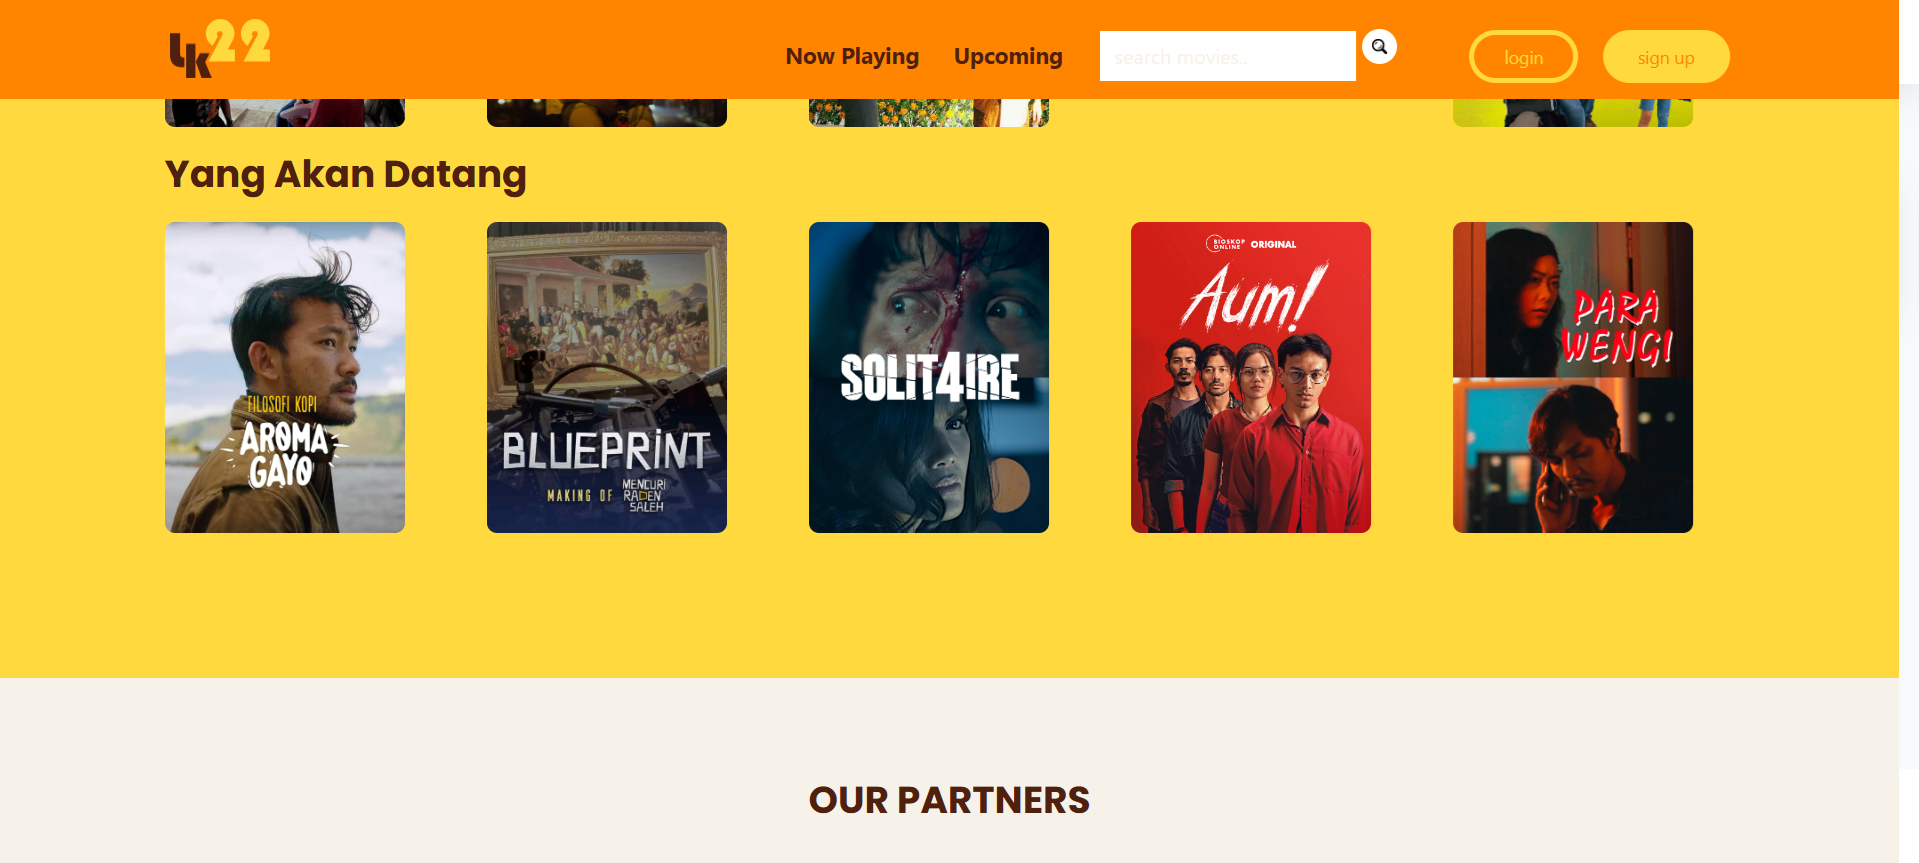 Lk22
Now Playing
Upcoming
search movies..
login
sign up
Yang Akan Datang
FILOSOFI KOPI
AROMA
GAYO
BLUEPRINT
MAKING OF MENCURI
RADEN
SALEH
SOLIT4IRE
BIOSKOP
ONLINE ORIGINAL
Aum!
PARA
WENGI
OUR PARTNERS